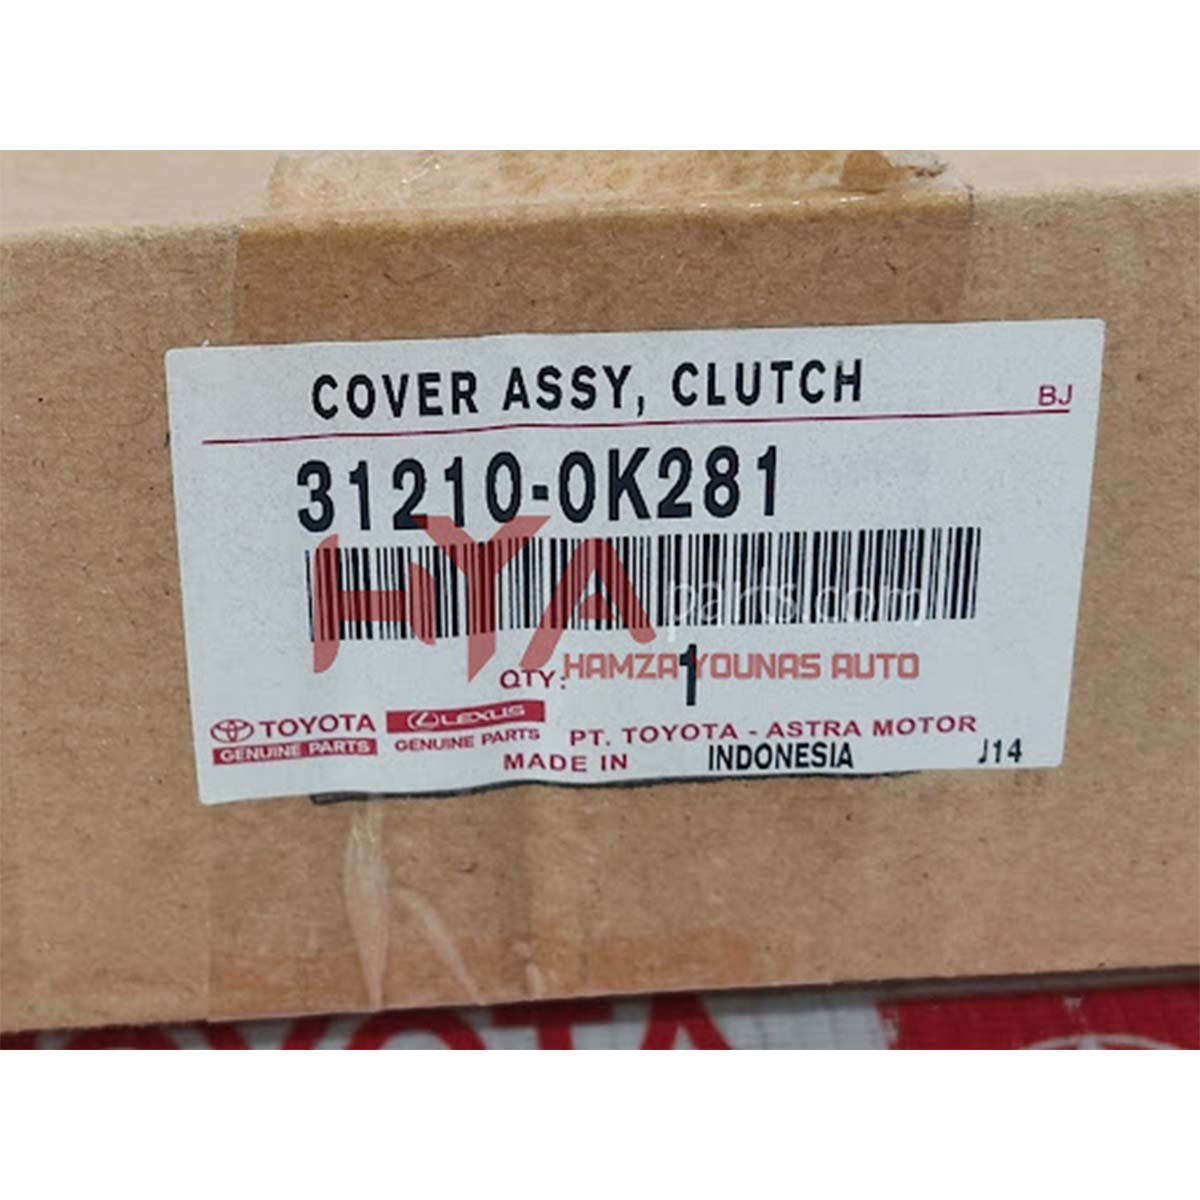 COVER ASSY, CLUTCH
BJ
31210-0K281
HYA parts.com
HAMZA YOUNAS AUTO
QTY: 1
TOYOTA
GENUINE PARTS
LEXUS
GENUINE PARTS
PT. TOYOTA - ASTRA MOTOR
MADE IN INDONESIA
J14
TOYOTA